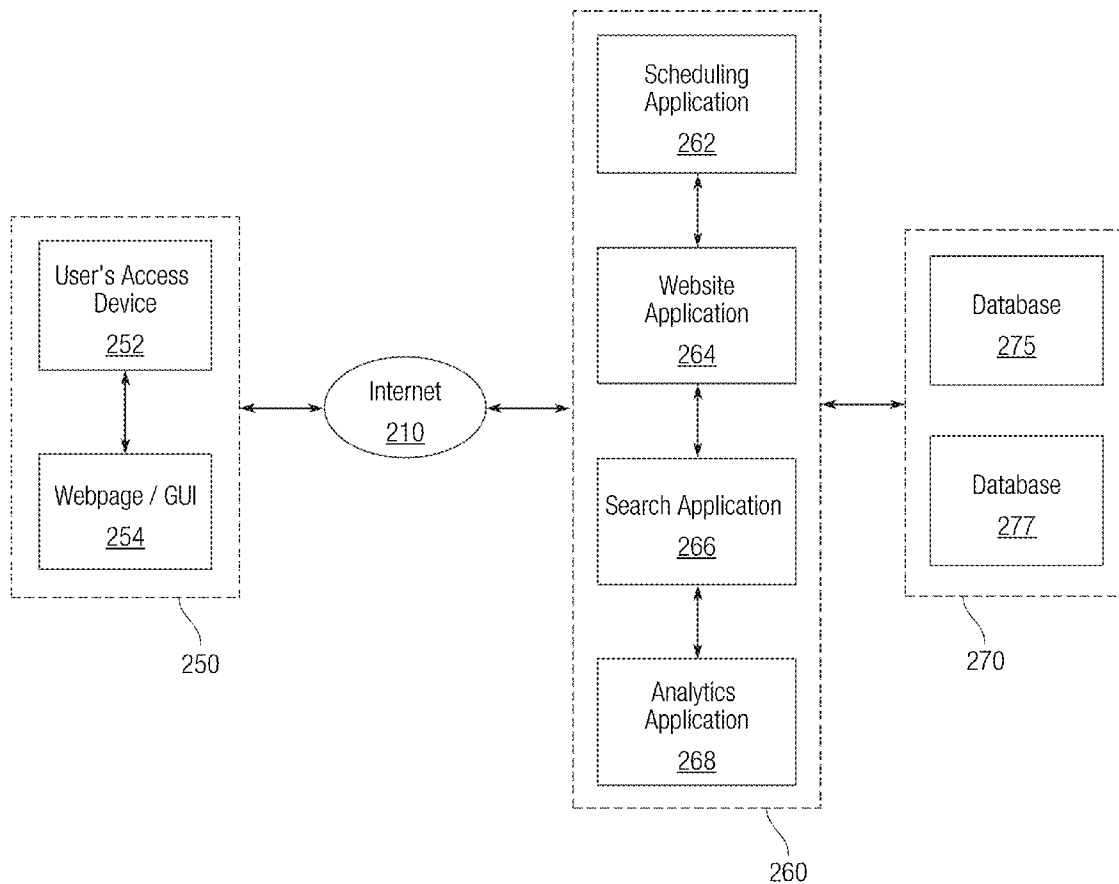 User's Access
Device
252
Webpage / GUI
254
250
Internet
210
Scheduling
Application
262
Website
Application
264
Search Application
266
Analytics
Application
268
260
Database
275
Database
277
270